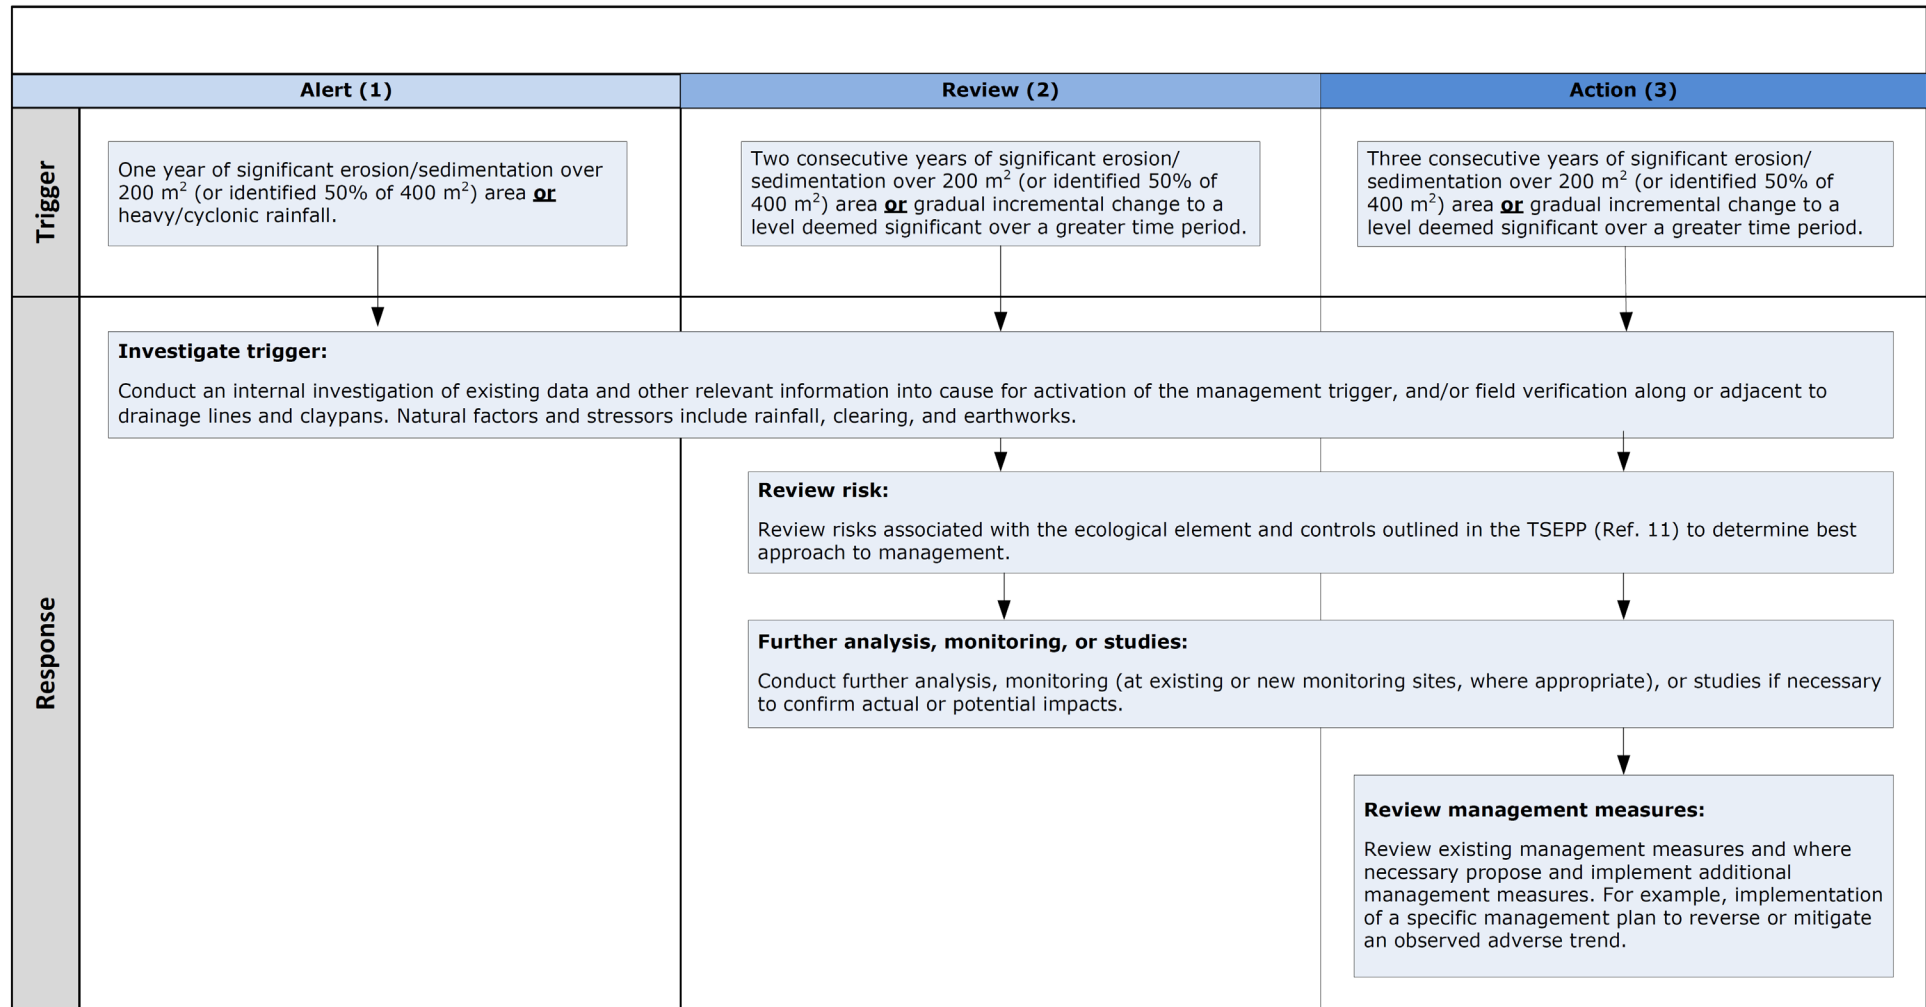 Alert (1)
Review (2)
Action (3)
Trigger
One year of significant erosion/sedimentation over
200 m² (or identified 50% of 400 m²) area or
heavy/cyclonic rainfall.
Two consecutive years of significant erosion/
sedimentation over 200 m² (or identified 50% of
400 m²) area or gradual incremental change to a
level deemed significant over a greater time period.
Three consecutive years of significant erosion/
sedimentation over 200 m² (or identified 50% of
400 m²) area or gradual incremental change to a
level deemed significant over a greater time period.
Response
Investigate trigger:
Conduct an internal investigation of existing data and other relevant information into cause for activation of the management trigger, and/or field verification along or adjacent to
drainage lines and claypans. Natural factors and stressors include rainfall, clearing, and earthworks.
Review risk:
Review risks associated with the ecological element and controls outlined in the TSEPP (Ref. 11) to determine best
approach to management.
Further analysis, monitoring, or studies:
Conduct further analysis, monitoring (at existing or new monitoring sites, where appropriate), or studies if necessary
to confirm actual or potential impacts.
Review management measures:
Review existing management measures and where
necessary propose and implement additional
management measures. For example, implementation
of a specific management plan to reverse or mitigate
an observed adverse trend.